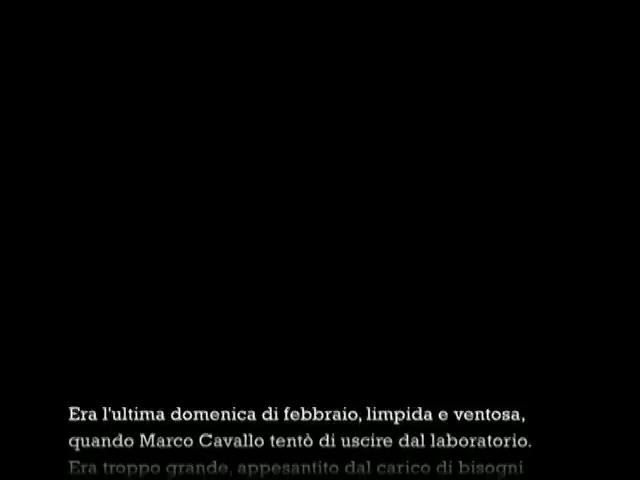 Era l'ultima domenica di febbraio, limpida e ventosa,
quando Marco Cavallo tentò di uscire dal laboratorio.
Era troppo grande, appesantito dal carico di bisogni